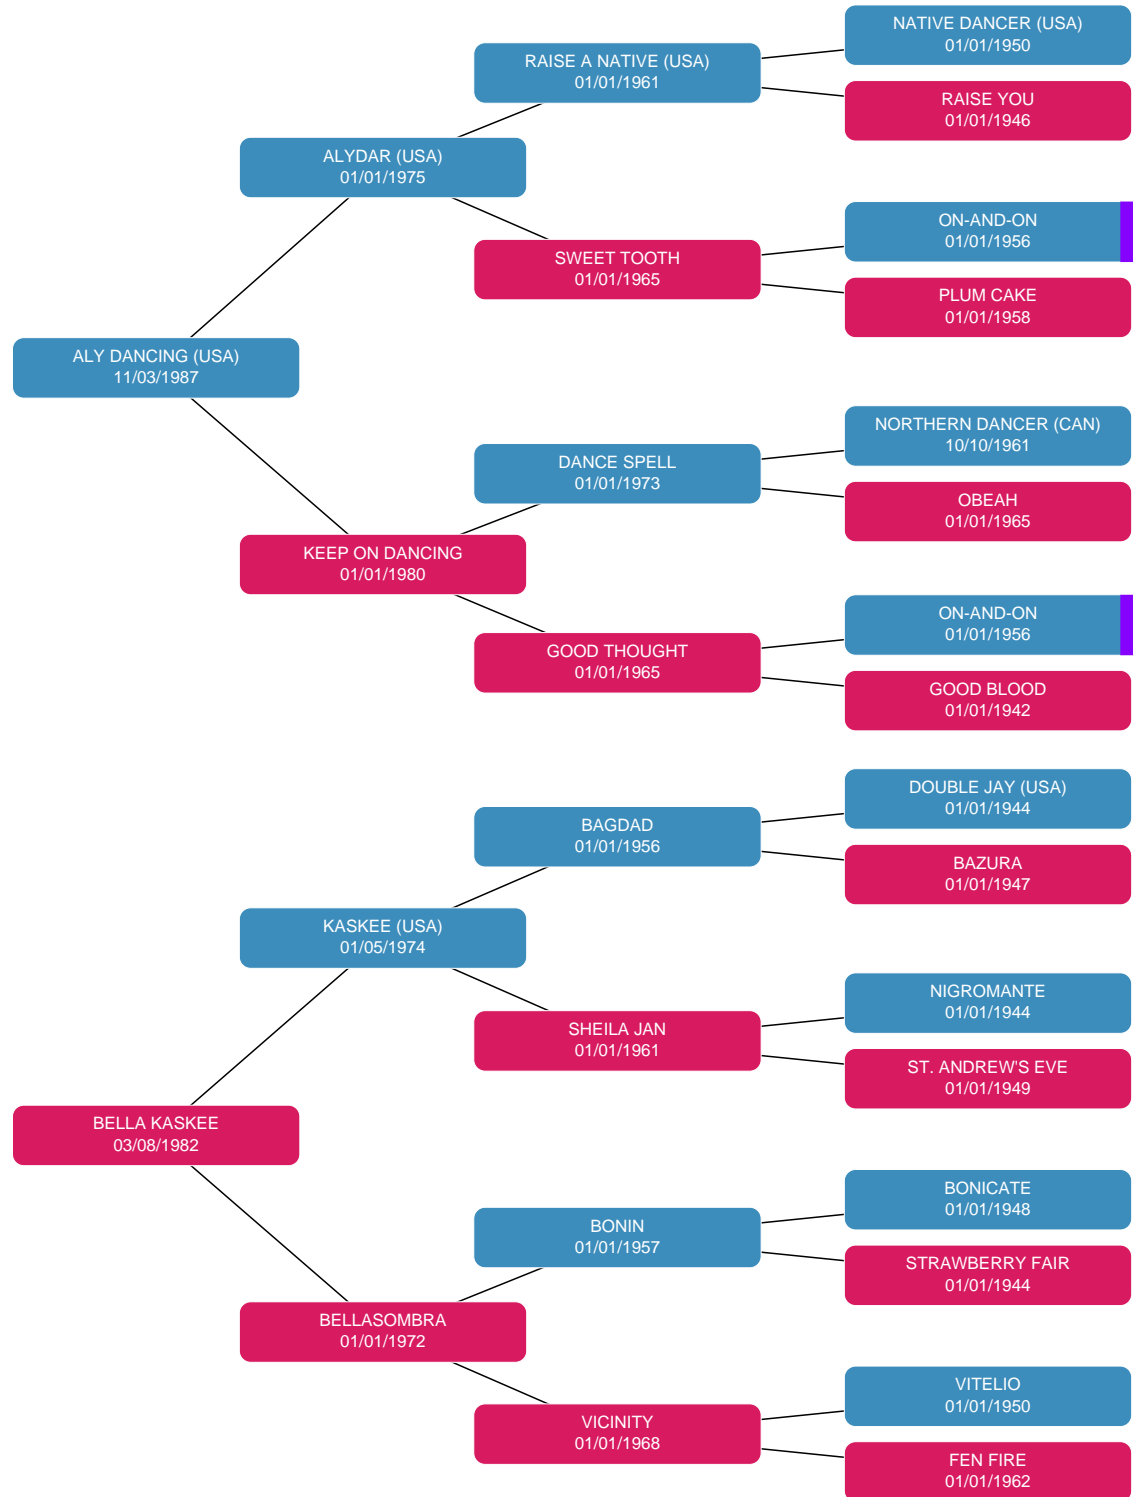 NATIVE DANCER (USA)
01/01/1950
RAISE A NATIVE (USA)
01/01/1961
RAISE YOU
01/01/1946
ALYDAR (USA)
01/01/1975
ON-AND-ON
01/01/1956
SWEET TOOTH
01/01/1965
PLUM CAKE
01/01/1958
ALY DANCING (USA)
11/03/1987
NORTHERN DANCER (CAN)
10/10/1961
DANCE SPELL
01/01/1973
OBEAH
01/01/1965
KEEP ON DANCING
01/01/1980
ON-AND-ON
01/01/1956
GOOD THOUGHT
01/01/1965
GOOD BLOOD
01/01/1942
DOUBLE JAY (USA)
01/01/1944
BAGDAD
01/01/1956
BAZURA
01/01/1947
KASKEE (USA)
01/05/1974
NIGROMANTE
01/01/1944
SHEILA JAN
01/01/1961
ST. ANDREW'S EVE
01/01/1949
BELLA KASKEE
03/08/1982
BONICATE
01/01/1948
BONIN
01/01/1957
STRAWBERRY FAIR
01/01/1944
BELLASOMBRA
01/01/1972
VITELIO
01/01/1950
VICINITY
01/01/1968
FEN FIRE
01/01/1962